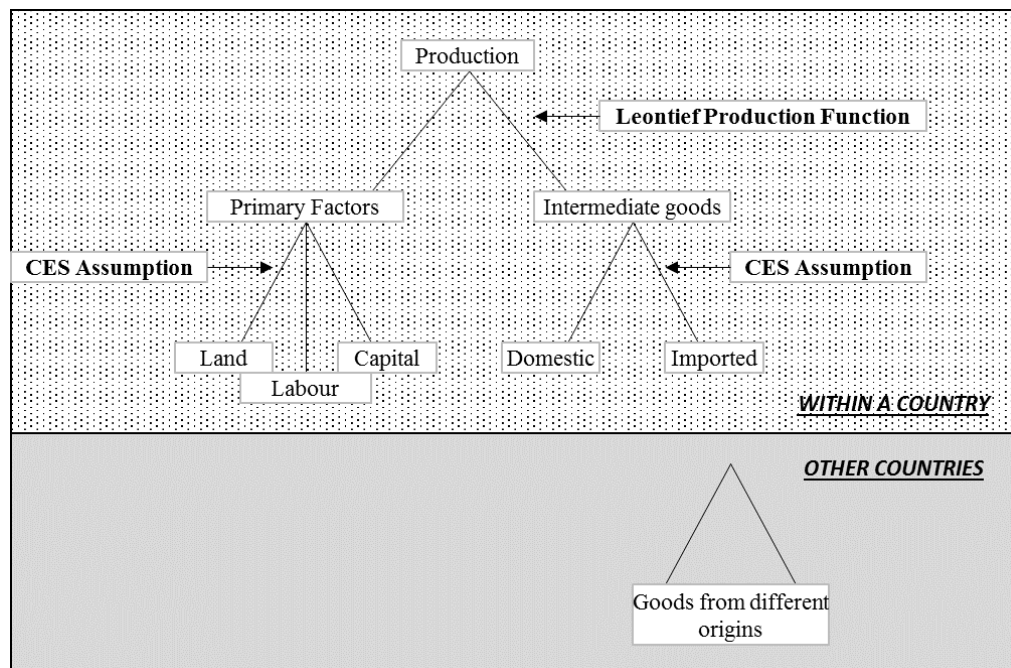 Production
Leontief Production Function
Primary Factors
Intermediate goods
CES Assumption
CES Assumption
Land
Capital
Domestic
Imported
Labour
WITHIN A COUNTRY
OTHER COUNTRIES
Goods from different
origins